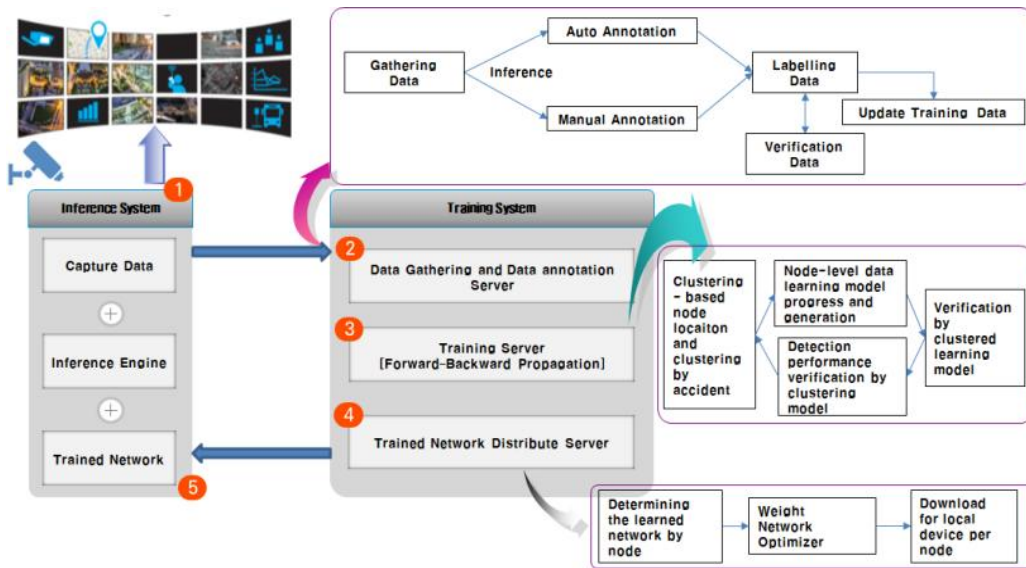 Auto Annotation
Gathering
Data
Inference
Labelling
Data
Manual Annotation
Update Training Data
Verification
Data
1
Inference System
Capture Data
Inference Engine
Trained Network
5
Training System
2
Data Gathering and Data annotation
Server
3
Training Server
[Forward-Backward Propagation]
4
Trained Network Distribute Server
Clustering
- based
node
locaiton
and
clustering
by
accident
Node-level data
learning model
progress and
generation
Detection
performance
verification by
clustering model
Verification
by
clustered
learning
model
Determining
the learned
network by
node
Weight
Network
Optimizer
Download
for local
device per
node